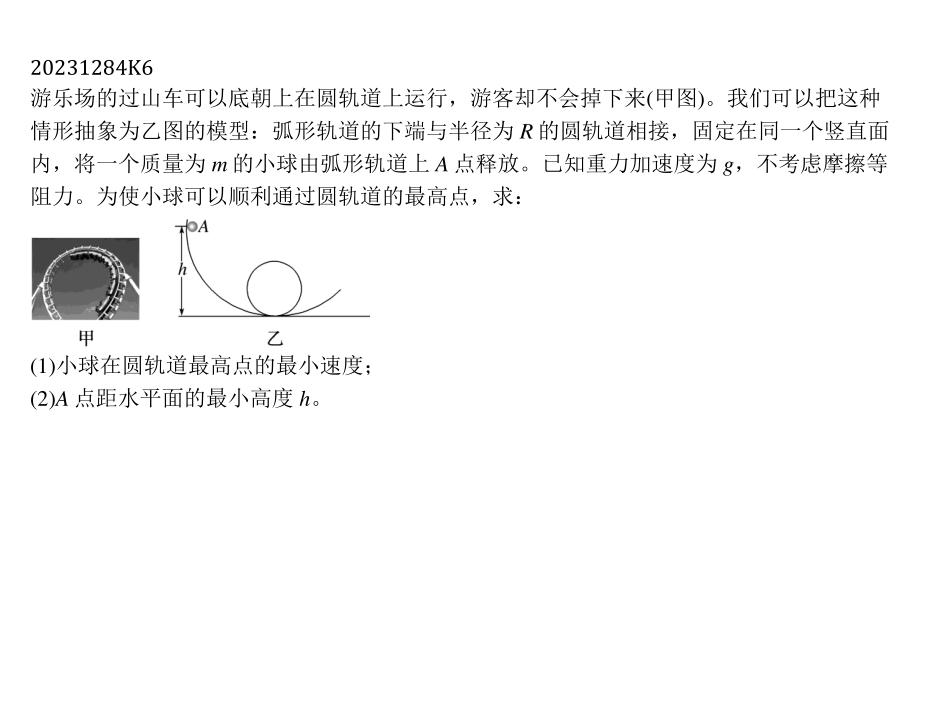 20231284K6
游乐场的过山车可以底朝上在圆轨道上运行，游客却不会掉下来(甲图)。我们可以把这种
情形抽象为乙图的模型：弧形轨道的下端与半径为 R 的圆轨道相接，固定在同一个竖直面
内，将一个质量为 m 的小球由弧形轨道上 A 点释放。已知重力加速度为 g，不考虑摩擦等
阻力。为使小球可以顺利通过圆轨道的最高点，求：
A
h
甲
乙
(1)小球在圆轨道最高点的最小速度；
(2)A 点距水平面的最小高度 h。